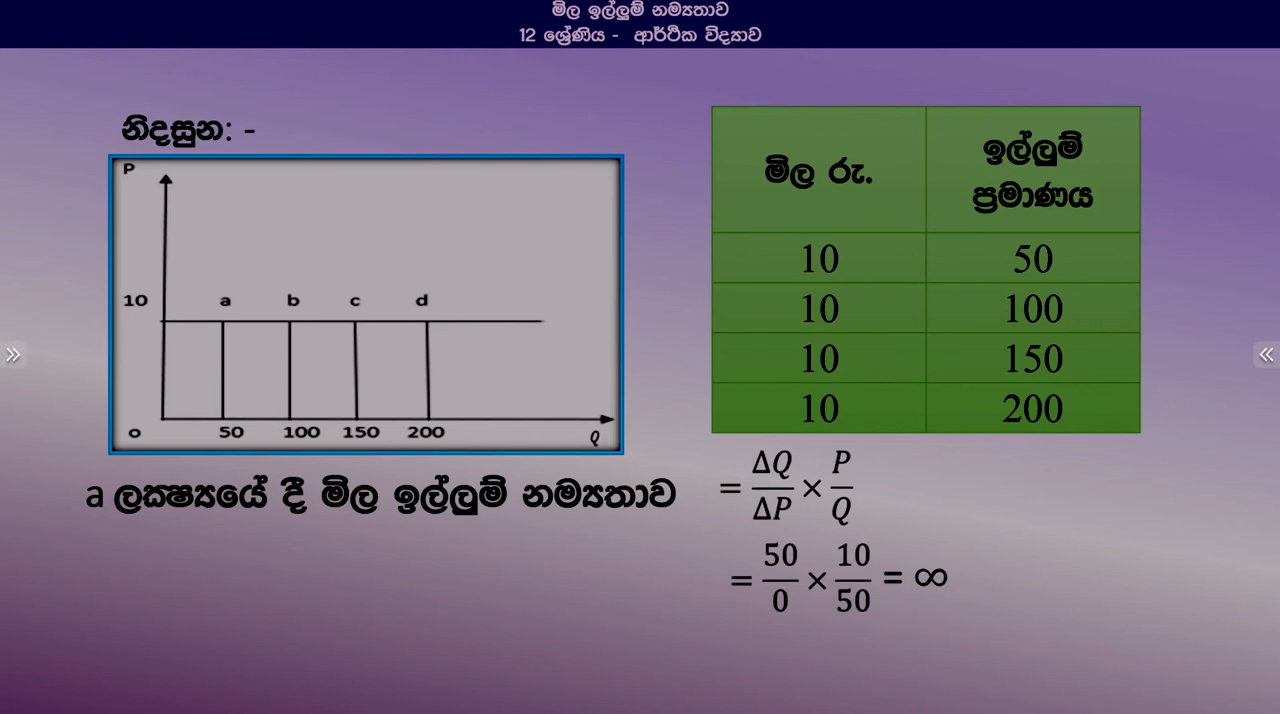 මිල ඉල්ලුම් නම්‍යතාව
12 ශ්‍රේණිය - ආර්ථික විද්‍යාව
නිදසුන: -
P
10 a b c d
o 50 100 150 200 Q
මිල රු. ඉල්ලුම් ප්‍රමාණය
10 50
10 100
10 150
10 200
a ලක්‍ෂ්‍යයේ දී මිල ඉල්ලුම් නම්‍යතාව
= ΔQ/ΔP × P/Q
= 50/0 × 10/50 = ∞